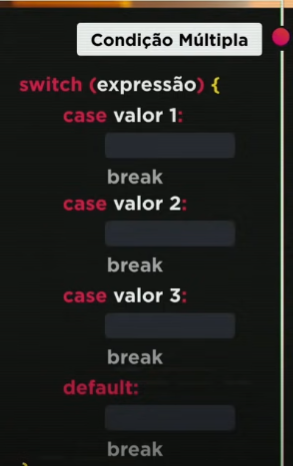 Condição Múltipla
switch (expressão) {
case valor 1:
break
case valor 2:
break
case valor 3:
break
default:
break
}